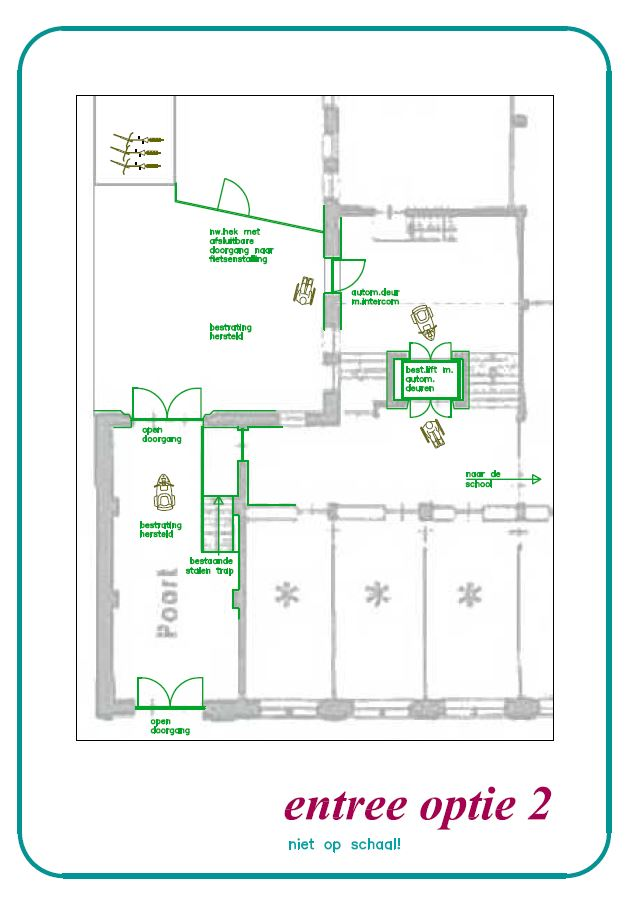 nw.hek met
afsluitbare
doorgang naar
fietsenstalling
autom.deur
m.intercom
bestrating
hersteld
best.lift m.
autom.
deuren
open
doorgang
naar de
school
bestrating
hersteld
bestaande
stalen trap
Poort
* * *
open
doorgang
entree optie 2
niet op schaal!